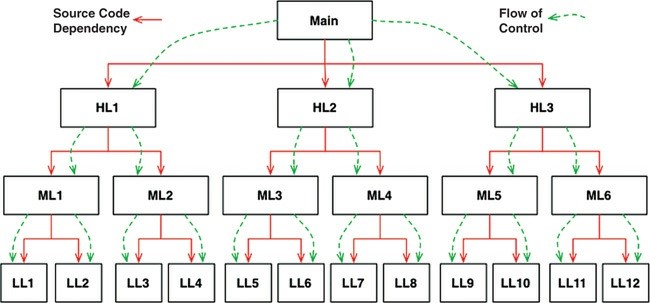 Source Code
Dependency
Main
Flow of
Control
HL1
HL2
HL3
ML1
ML2
ML3
ML4
ML5
ML6
LL1
LL2
LL3
LL4
LL5
LL6
LL7
LL8
LL9
LL10
LL11
LL12